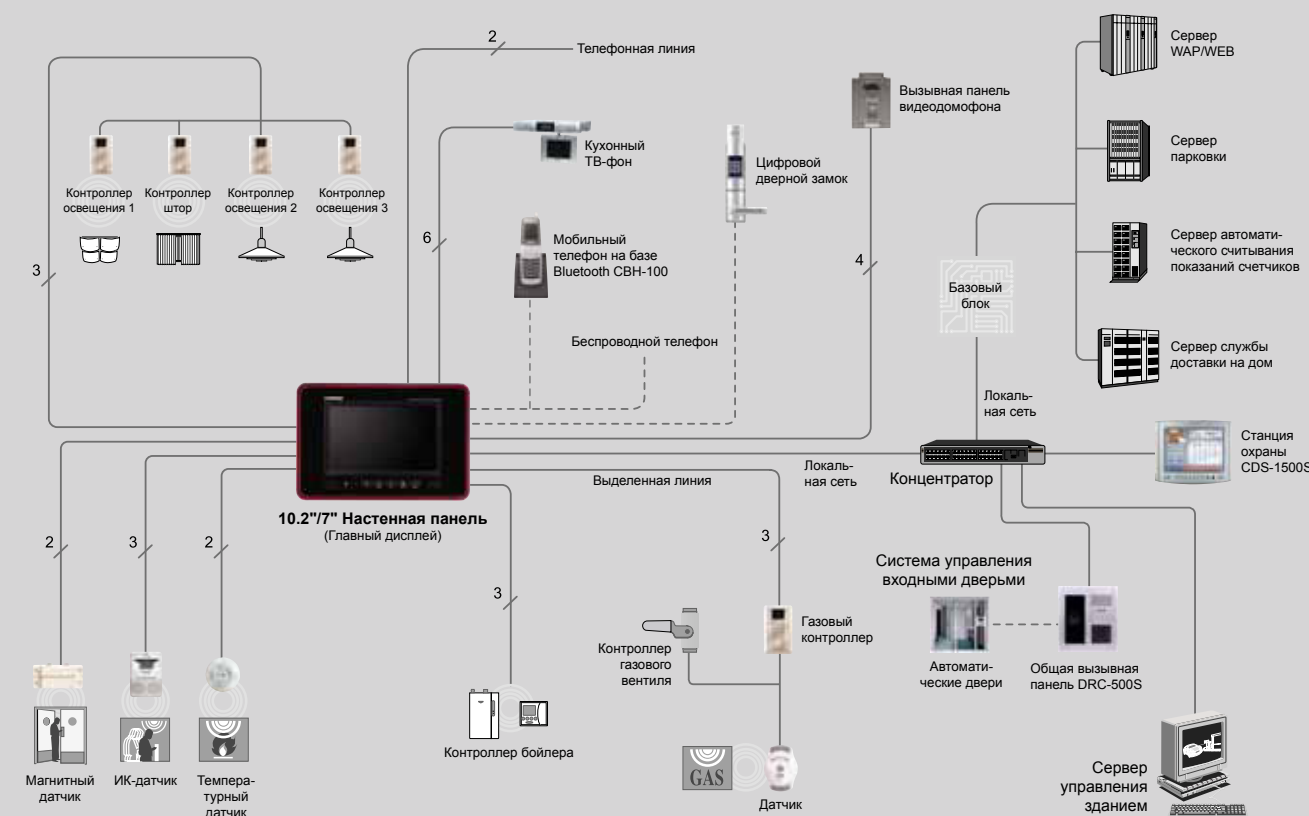 2
Телефонная линия
Сервер
WAP/WEB
Вызывная панель
видеодомофона
Кухонный
ТВ-фон
Цифровой
дверной замок
Сервер
парковки
Контроллер
освещения 1
Контроллер
штор
Контроллер
освещения 2
Контроллер
освещения 3
6
Мобильный
телефон на базе
Bluetooth CBH-100
4
3
Сервер автомати-
ческого считывания
показаний счетчиков
Базовый
блок
Беспроводной телефон
Сервер службы
доставки на дом
Локаль-
ная сеть
Станция
охраны
CDS-1500S
Выделенная линия
Локаль-
ная сеть
Концентратор
10.2"/7" Настенная панель
(Главный дисплей)
2
3
2
3
3
Система управления
входными дверьми
Газовый
контроллер
Контроллер
газового
вентиля
Автомати-
ческие двери
Общая вызывная
панель DRC-500S
Контроллер бойлера
GAS
Магнитный
датчик
ИК-датчик
Темпера-
турный
датчик
Датчик
Сервер
управления
зданием